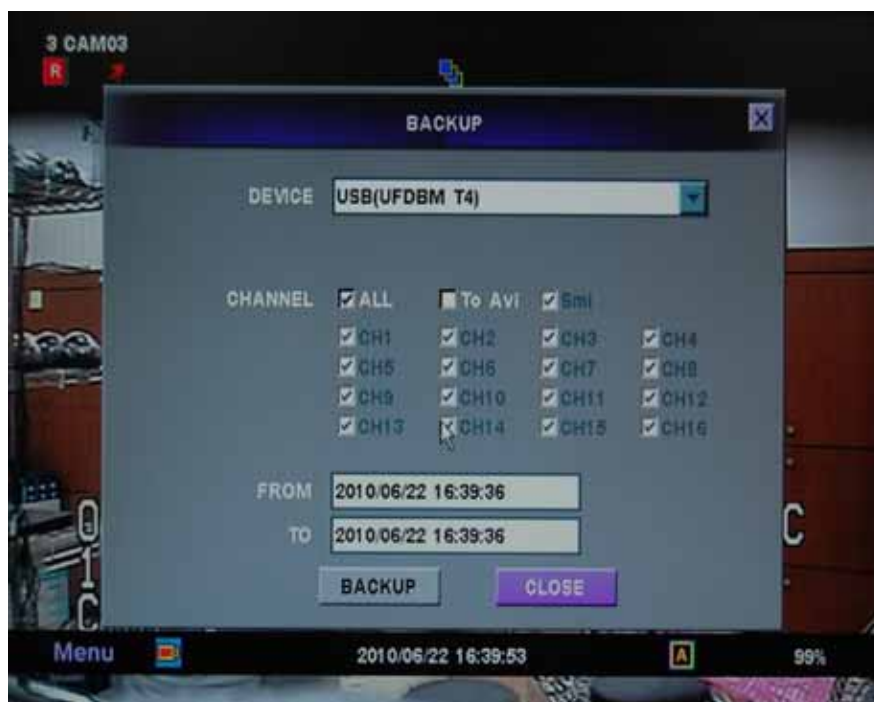 3 CAM03
R
BACKUP
X
DEVICE USB(UFDBM T4)
CHANNEL ALL To Avi Smi
CH1 CH2 CH3 CH4
CH5 CH6 CH7 CH8
CH9 CH10 CH11 CH12
CH13 CH14 CH15 CH16
FROM 2010/06/22 16:39:36
TO 2010/06/22 16:39:36
BACKUP CLOSE
Menu 2010/06/22 16:39:53 A 99%